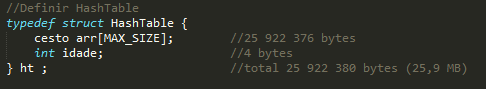 //Definir HashTable
typedef struct HashTable {
    cesto arr[MAX_SIZE];        //25 922 376 bytes
    int idade;                  //4 bytes
} ht ;                          //total 25 922 380 bytes (25,9 MB)